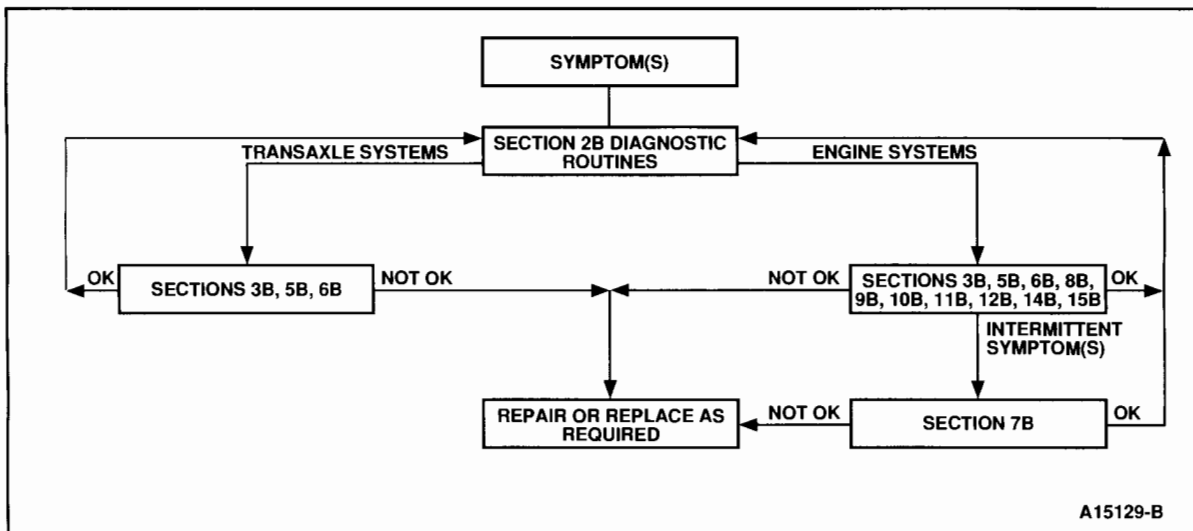 SYMPTOM(S)
SECTION 2B DIAGNOSTIC
ROUTINES
TRANSAXLE SYSTEMS
ENGINE SYSTEMS
OK
SECTIONS 3B, 5B, 6B
NOT OK
NOT OK
SECTIONS 3B, 5B, 6B, 8B,
9B, 10B, 11B, 12B, 14B, 15B
OK
INTERMITTENT
SYMPTOM(S)
REPAIR OR REPLACE AS
REQUIRED
NOT OK
SECTION 7B
OK
A15129-B